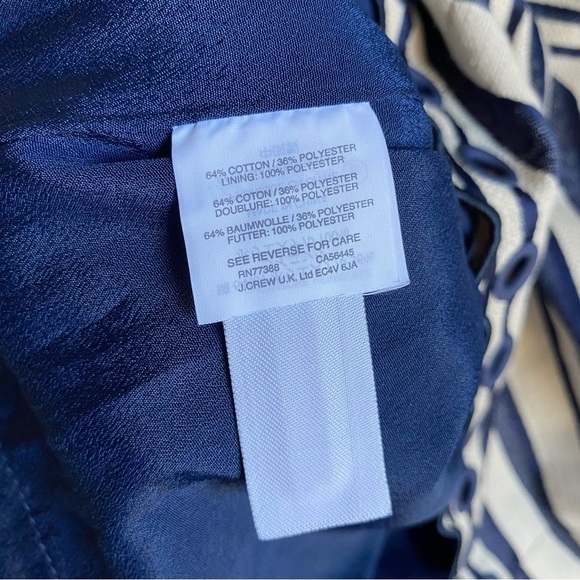 64% COTTON / 36% POLYESTER
LINING: 100% POLYESTER
64% COTON / 36% POLYESTER
DOUBLURE: 100% POLYESTER
64% BAUMWOLLE / 36% POLYESTER
FUTTER: 100% POLYESTER
SEE REVERSE FOR CARE
RN77388 CA56445
J.CREW U.K. Ltd EC4V 6JA